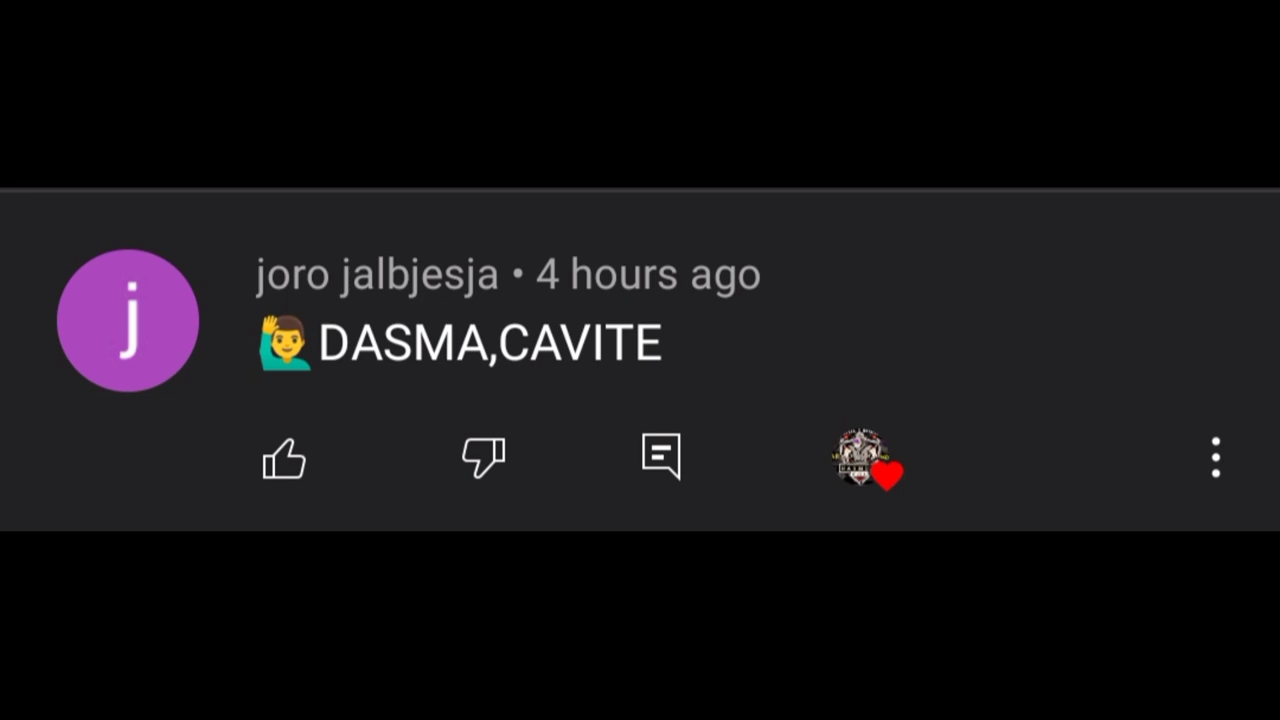 j
joro jalbjesja • 4 hours ago
🙋‍♂️DASMA,CAVITE